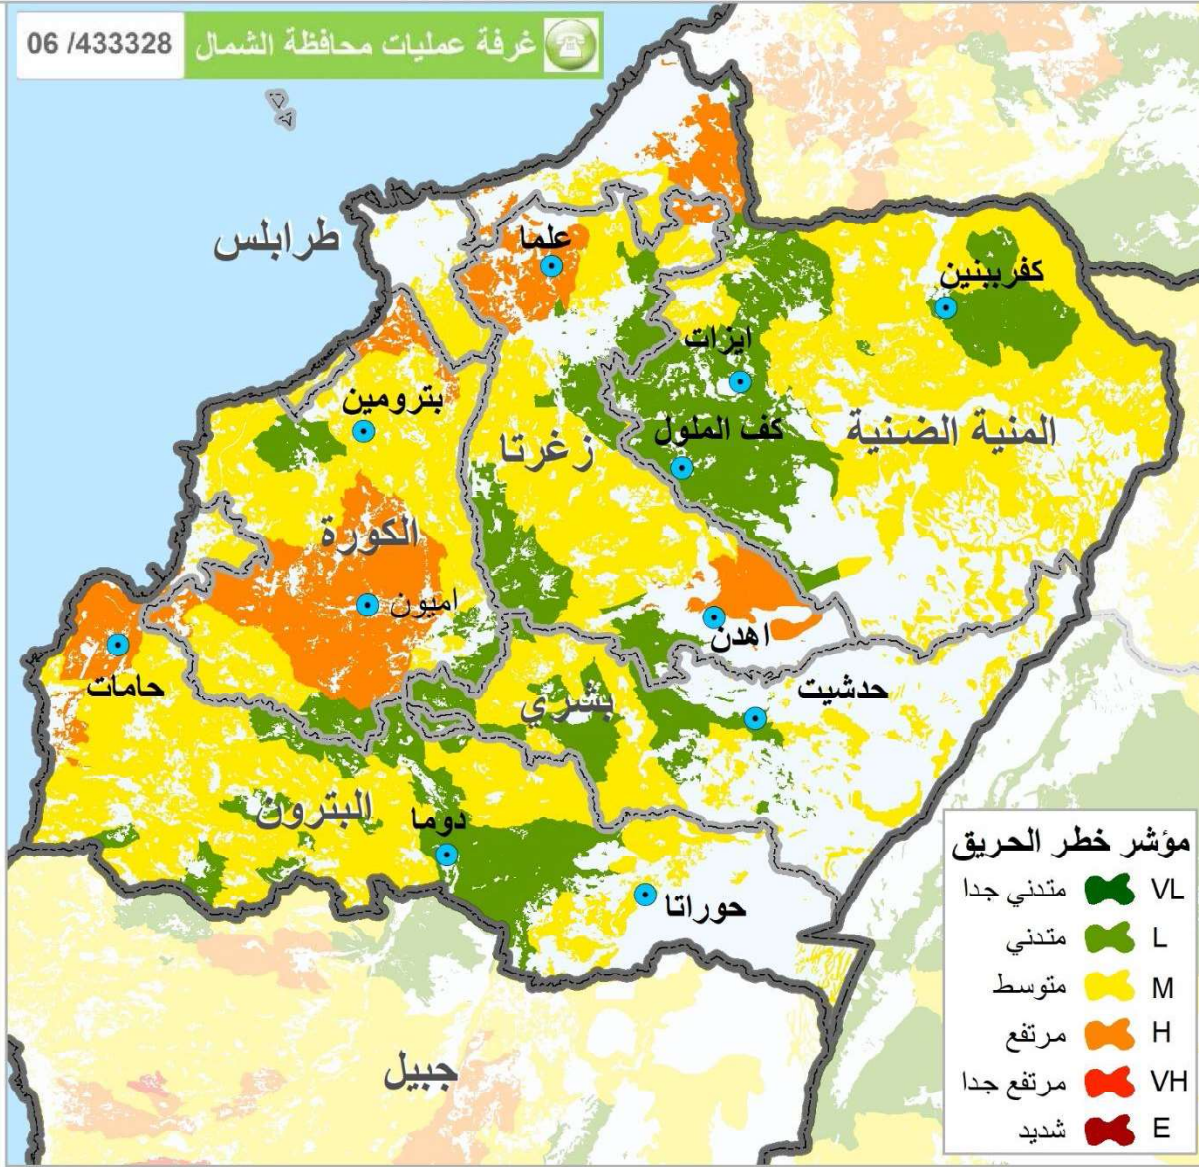 غرفة عمليات محافظة الشمال 06 /433328
طرابلس
علما
كفرببنين
ايزات
بترومين
كف الملول
المنية الضنية
زغرتا
الكورة
اميون
اهدن
حامات
حدشيت
بشري
البترون
دوما
حوراتا
جبيل
مؤشر خطر الحريق
متدني جدا VL
متدني L
متوسط M
مرتفع H
مرتفع جدا VH
شديد E